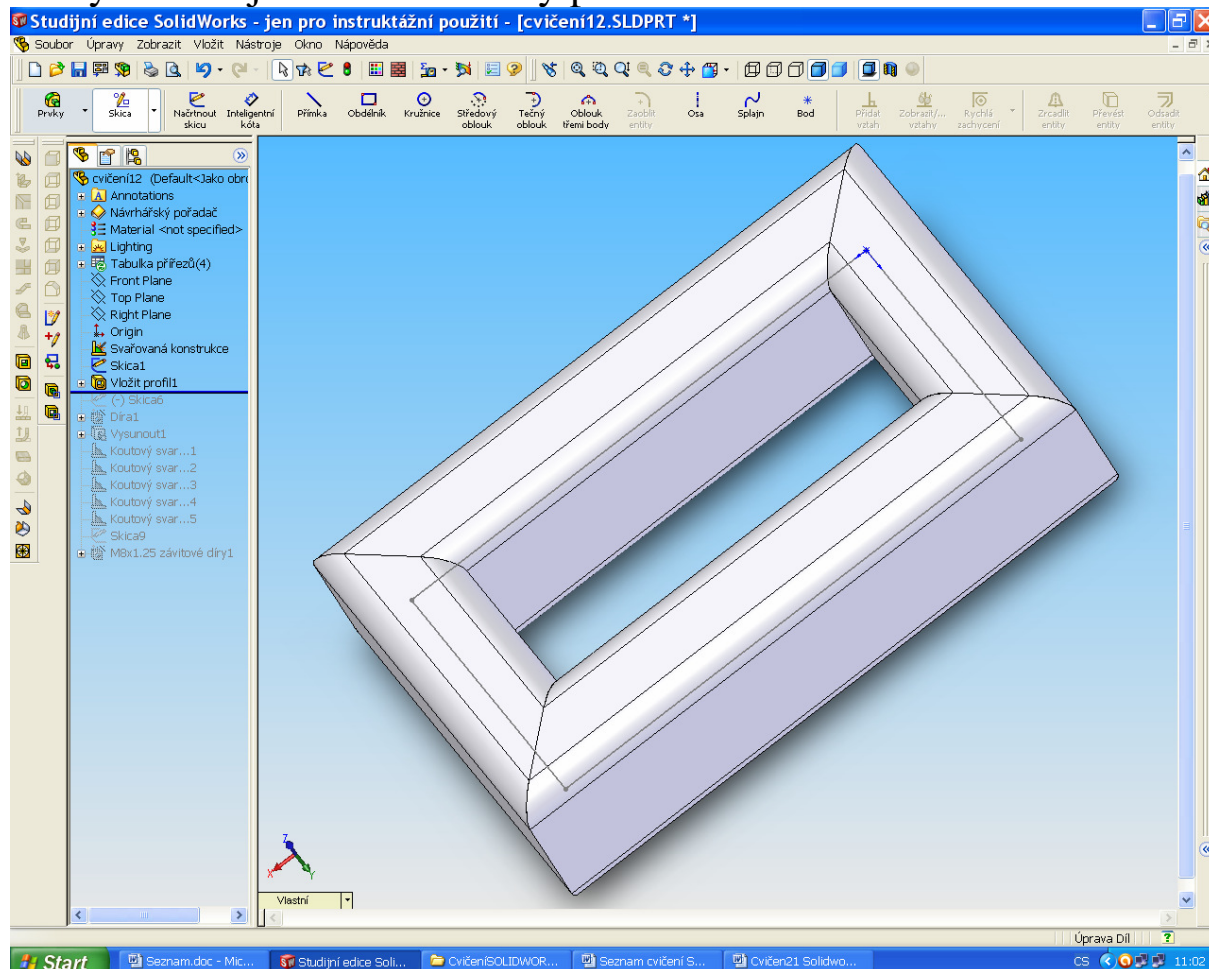 Studijní edice SolidWorks - jen pro instruktážní použití - [cvičení12.SLDPRT *]
Soubor Úpravy Zobrazit Vložit Nástroje Okno Nápověda
Prvky
Skica
Načrtnout skicu
Inteligentní kóta
Přímka
Obdélník
Kružnice
Středový oblouk
Tečný oblouk
Oblouk třemi body
Zaoblit entity
Osa
Splajn
Bod
Přidat vztah
Zobrazit/... vztahy
Rychlá zachycení
Zrcadlit entity
Převést entity
Odsadit entity
cvičení12 (Default<Jako obr
Annotations
Návrhářský pořadač
Material <not specified>
Lighting
Tabulka přířezů(4)
Front Plane
Top Plane
Right Plane
Origin
Svařovaná konstrukce
Skica1
Vložit profil1
(-) Skica6
Díra1
Vysunout1
Koutový svar...1
Koutový svar...2
Koutový svar...3
Koutový svar...4
Koutový svar...5
Skica9
M8x1.25 závitové díry1
Z
X
Y
Vlastní
Úprava Díl
Start
Seznam.doc - Mic...
Studijní edice Soli...
CvičeníSOLIDWOR...
Seznam cvičení S...
Cvičen21 Solidwo...
CS
11:02